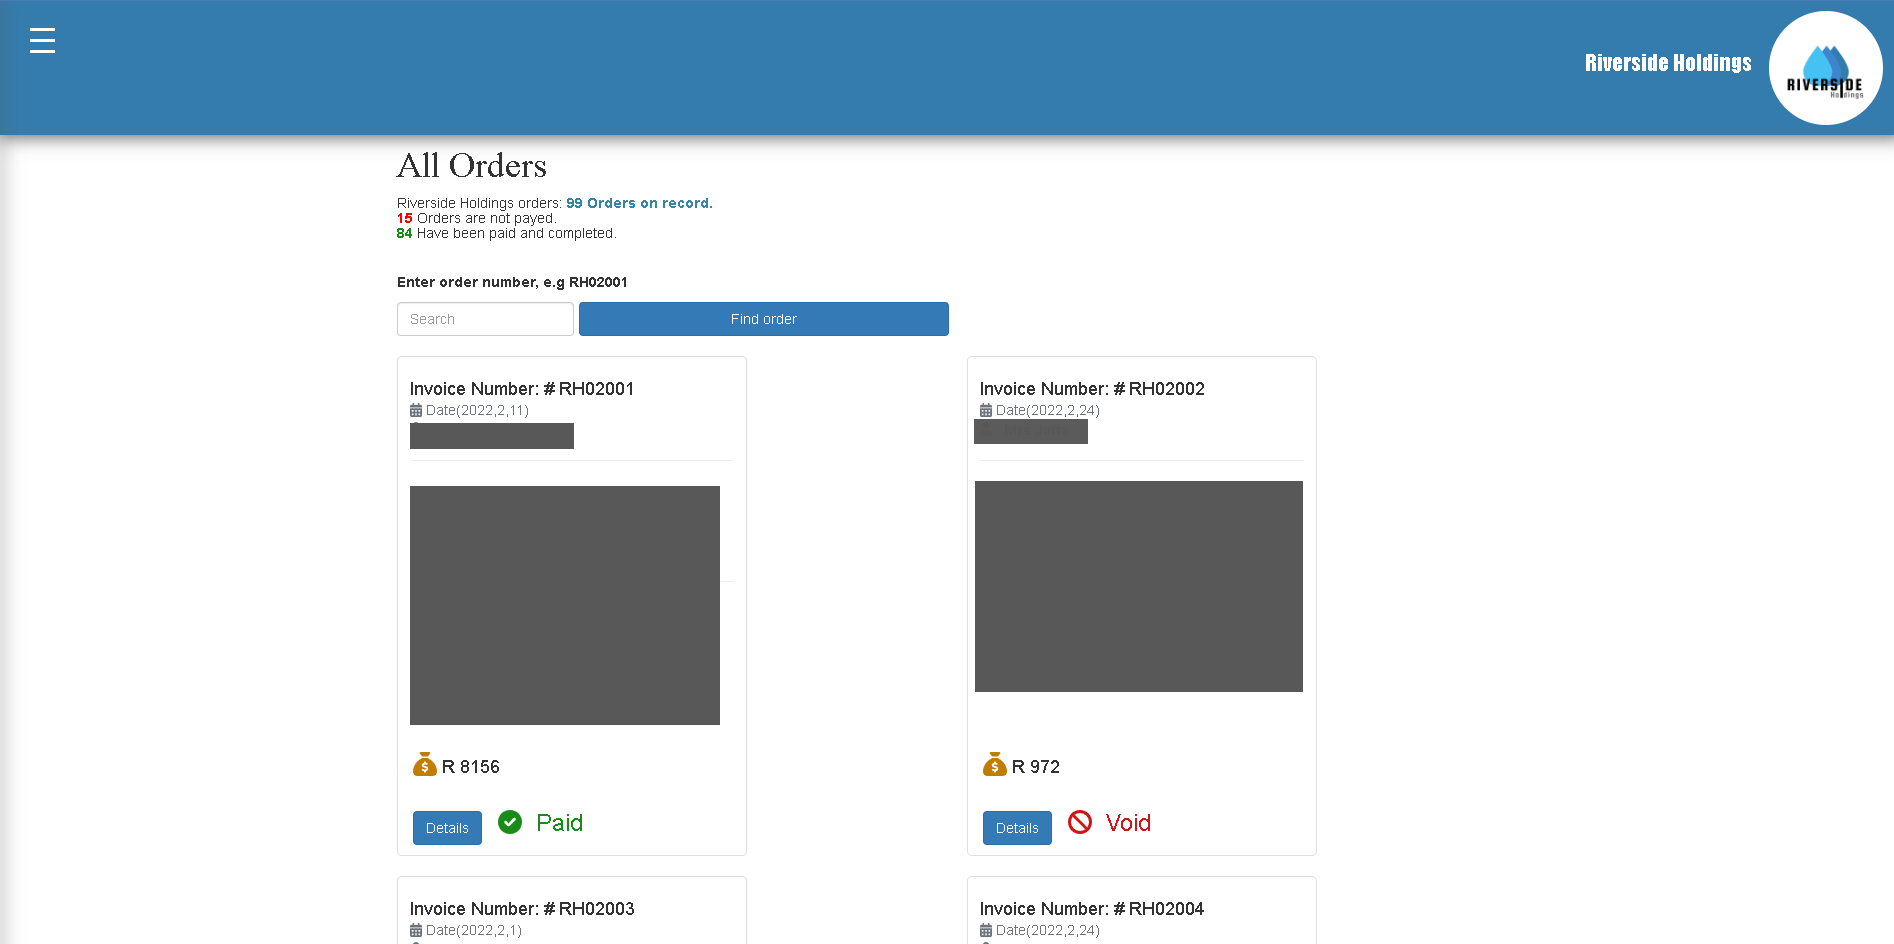 Riverside Holdings
RIVERSIDE
Holdings
All Orders
Riverside Holdings orders: 99 Orders on record.
15 Orders are not payed.
84 Have been paid and completed.
Enter order number, e.g RH02001
Search
Find order
Invoice Number: # RH02001
Date(2022,2,11)
R 8156
Details
Paid
Invoice Number: # RH02002
Date(2022,2,24)
R 972
Details
Void
Invoice Number: # RH02003
Date(2022,2,1)
Invoice Number: # RH02004
Date(2022,2,24)